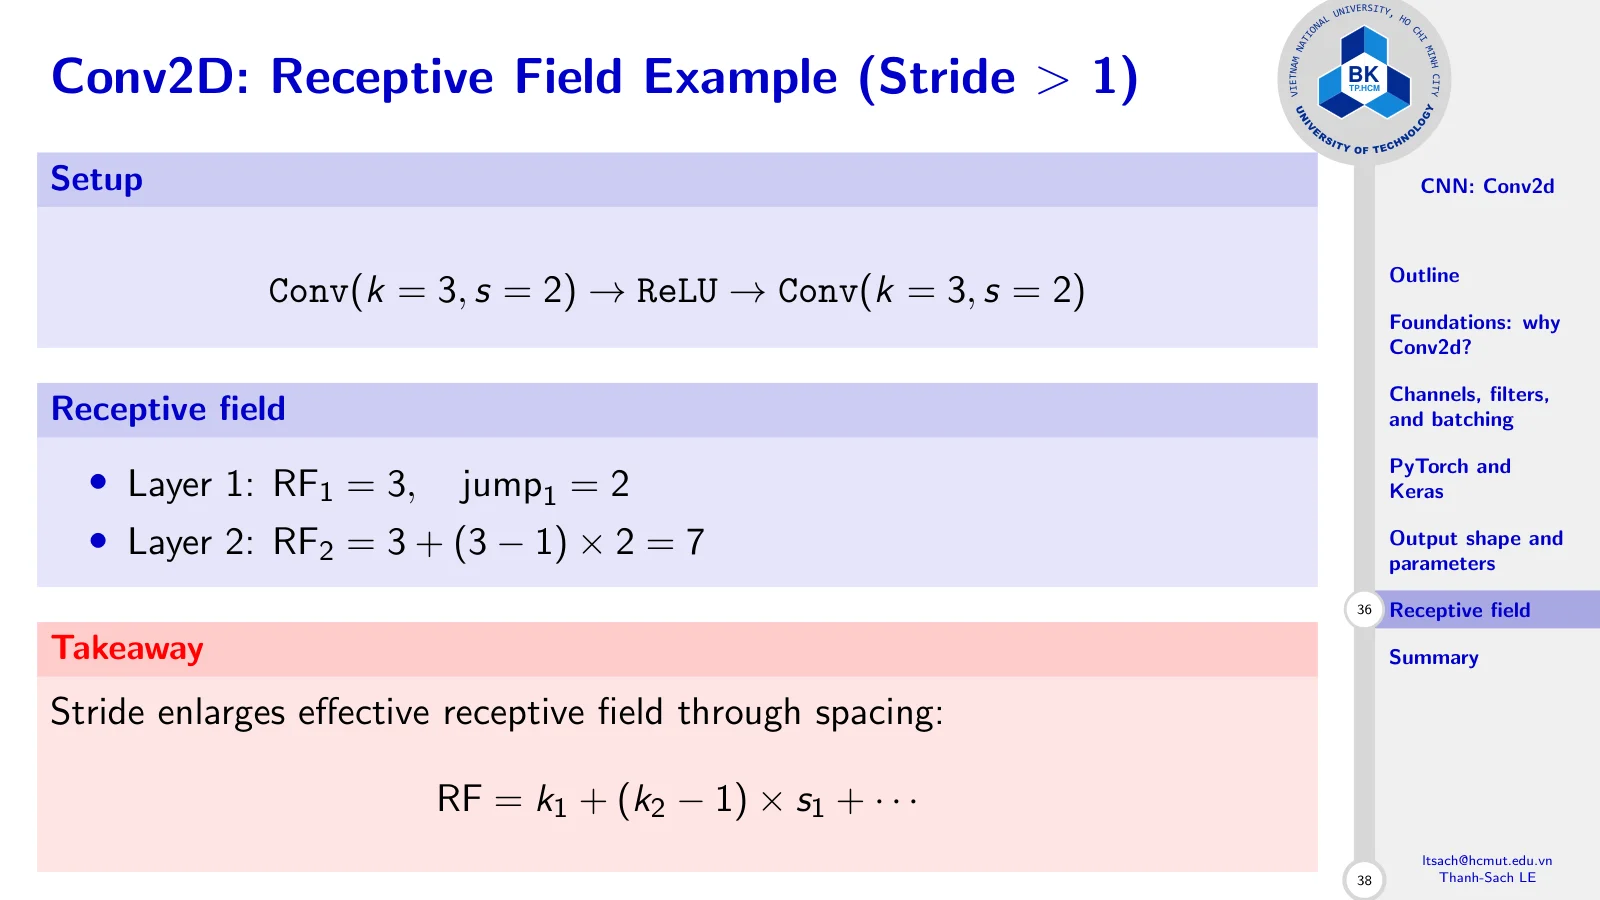 Conv2D: Receptive Field Example (Stride > 1)
Setup
Conv(k = 3, s = 2) → ReLU → Conv(k = 3, s = 2)
Receptive field
• Layer 1: RF₁ = 3, jump₁ = 2
• Layer 2: RF₂ = 3 + (3 − 1) × 2 = 7
Takeaway
Stride enlarges effective receptive field through spacing:
RF = k₁ + (k₂ − 1) × s₁ + ⋯
VIETNAM NATIONAL UNIVERSITY, HO CHI MINH CITY
BK
TP.HCM
UNIVERSITY OF TECHNOLOGY
CNN: Conv2d
Outline
Foundations: why
Conv2d?
Channels, filters,
and batching
PyTorch and
Keras
Output shape and
parameters
36
Receptive field
Summary
ltsach@hcmut.edu.vn
Thanh-Sach LE
38